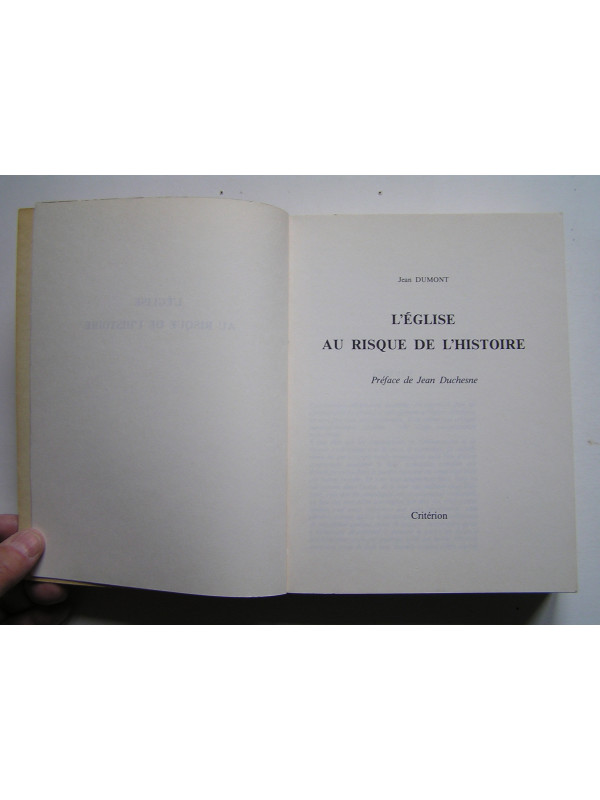 Jean DUMONT
L'ÉGLISE
AU RISQUE DE L'HISTOIRE
Préface de Jean Duchesne
Critérion